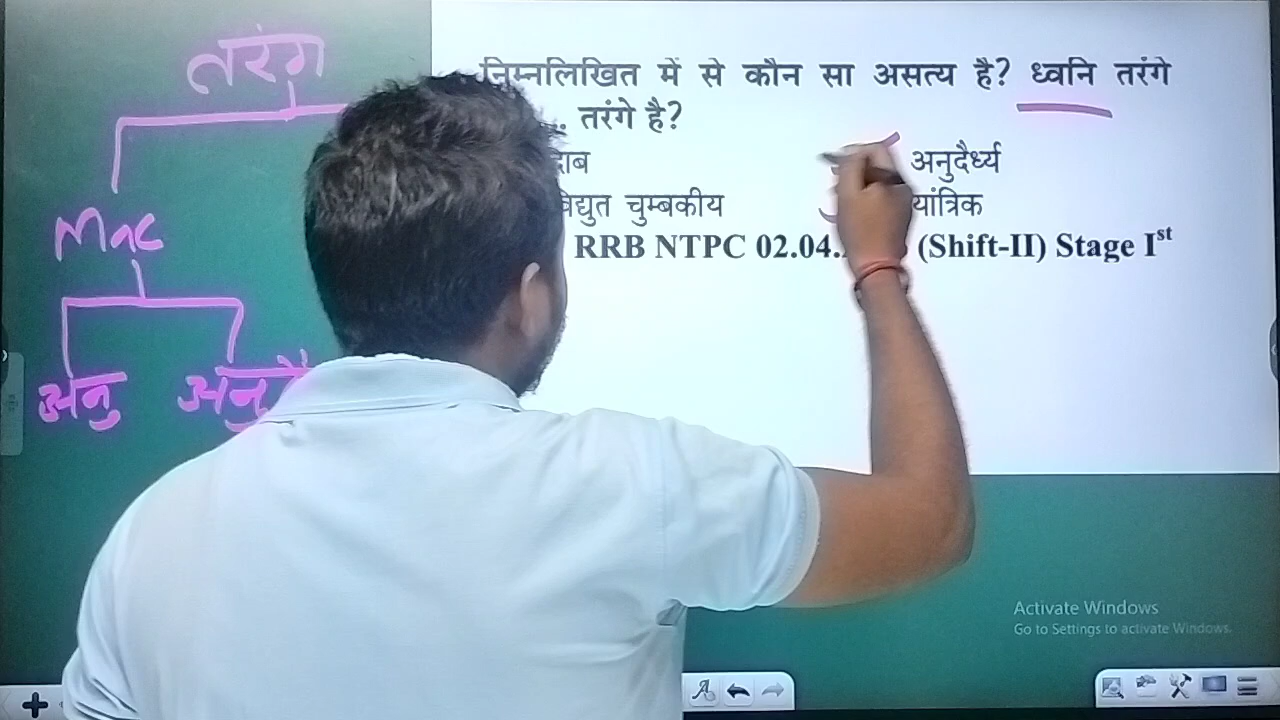 तरंग
निम्नलिखित में से कौन सा असत्य है? ध्वनि तरंगे
.. तरंगे है?
दाब
अनुदैर्ध्य
विद्युत चुम्बकीय
यांत्रिक
RRB NTPC 02.04. (Shift-II) Stage Ist
Mac
अनु
अनुदै
Activate Windows
Go to Settings to activate Windows.